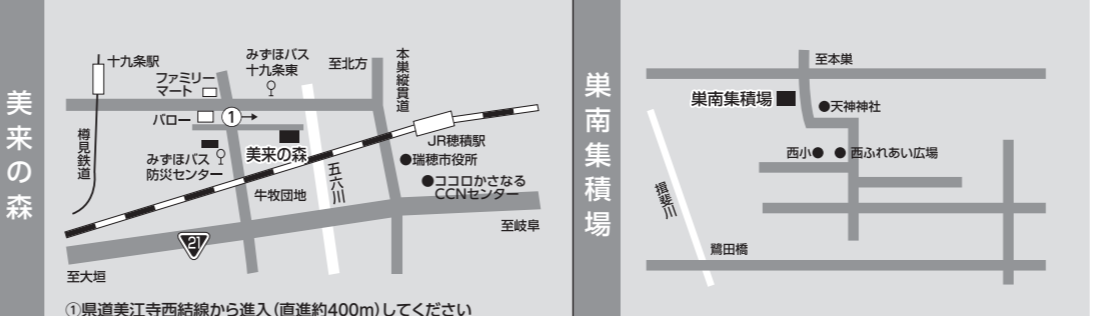 美来の森
十九条駅
ファミリー
マート
みずほバス
十九条東
至北方
本巣縦貫道
バロー
①
樽見鉄道
みずほバス
防災センター
美来の森
JR穂積駅
瑞穂市役所
ココロかさなる
CCNセンター
牛牧団地
五六川
21
至岐阜
至大垣
①県道美江寺西結線から進入(直進約400m)してください
巣南集積場
至本巣
巣南集積場
天神神社
西小
西ふれあい広場
揖斐川
鷺田橋